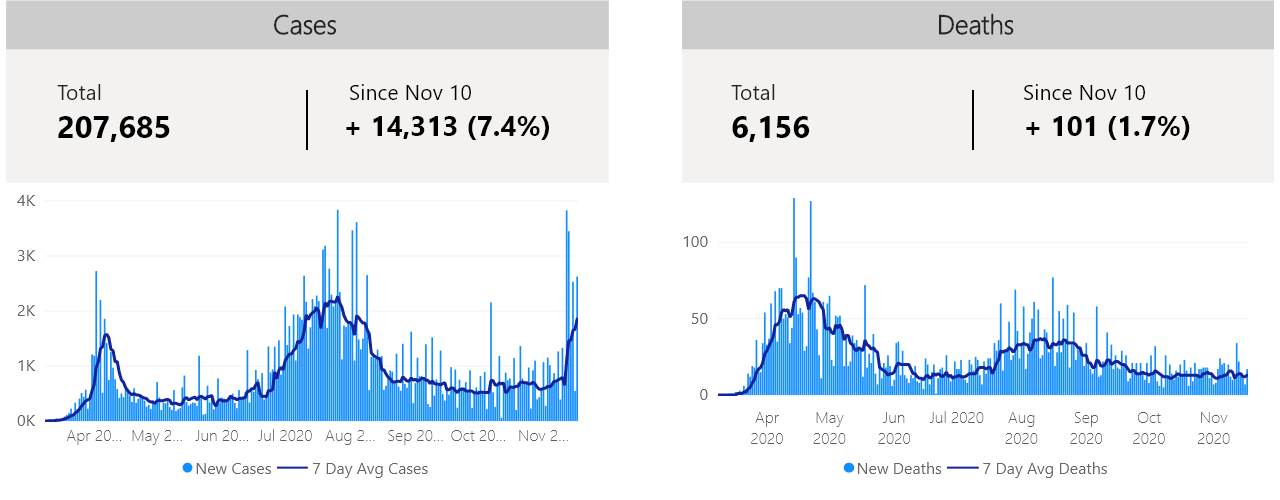 Cases
Total
207,685
Since Nov 10
+ 14,313 (7.4%)
4K
3K
2K
1K
0K
Apr 20... May 2... Jun 20... Jul 2020 Aug 2... Sep 20... Oct 20... Nov 2...
New Cases 7 Day Avg Cases
Deaths
Total
6,156
Since Nov 10
+ 101 (1.7%)
100
50
0
Apr 2020 May 2020 Jun 2020 Jul 2020 Aug 2020 Sep 2020 Oct 2020 Nov 2020
New Deaths 7 Day Avg Deaths